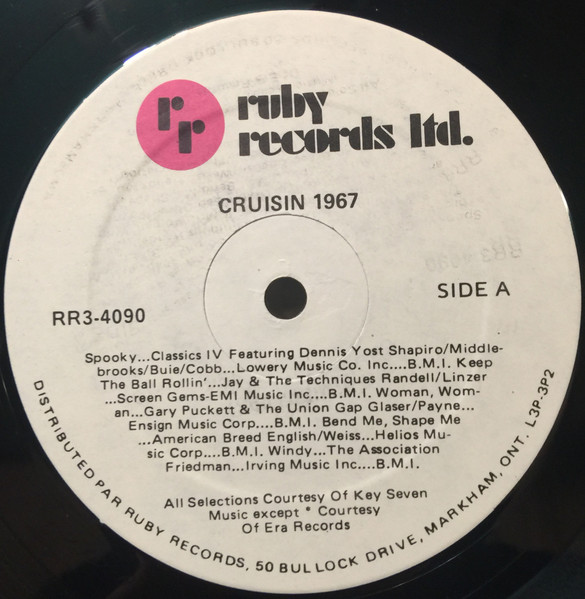 rr
ruby
records ltd.
CRUISIN 1967
RR3-4090
SIDE A
Spooky...Classics IV Featuring Dennis Yost Shapiro/Middle-
brooks/Buie/Cobb...Lowery Music Co. Inc....B.M.I. Keep
The Ball Rollin'...Jay & The Techniques Randell/Linzer
...Screen Gems-EMI Music Inc....B.M.I. Woman, Wom-
an...Gary Puckett & The Union Gap Glaser/Payne...
Ensign Music Corp....B.M.I. Bend Me, Shape Me
...American Breed English/Weiss...Helios Mu-
sic Corp....B.M.I. Windy...The Association
Friedman...Irving Music Inc....B.M.I.
All Selections Courtesy Of Key Seven
Music except * Courtesy
Of Era Records
DISTRIBUTED PAR RUBY RECORDS, 50 BULLOCK DRIVE, MARKHAM, ONT. L3P-3P2